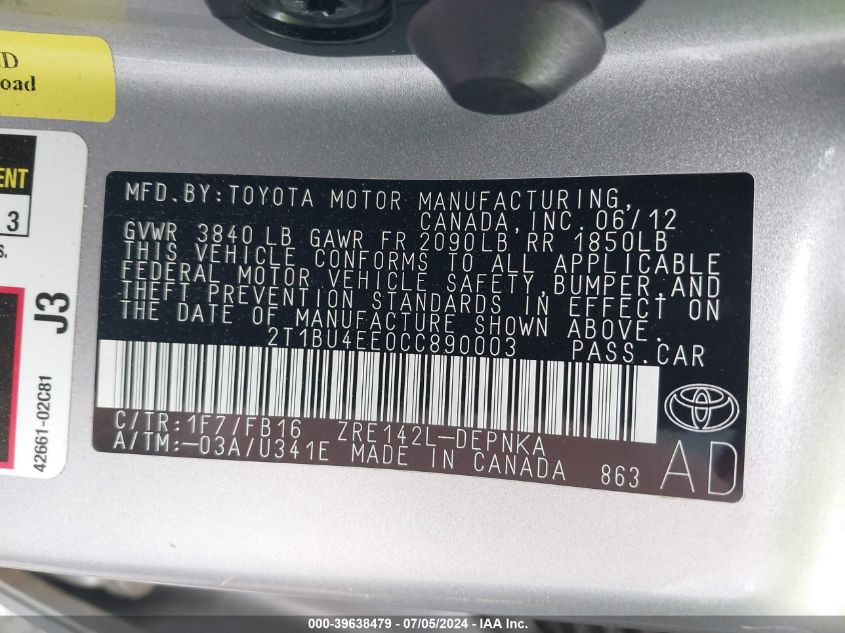 D
oad
ENT
3
S.
J3
42661-02C81
MFD.BY:TOYOTA MOTOR MANUFACTURING,
CANADA,INC. 06/12
GVWR 3840 LB GAWR FR 2090LB RR 1850LB
THIS VEHICLE CONFORMS TO ALL APPLICABLE
FEDERAL MOTOR VEHICLE SAFETY,BUMPER,AND
THEFT PREVENTION STANDARDS IN EFFECT ON
THE DATE OF MANUFACTURE SHOWN ABOVE.
2T1BU4EE0CC890003 PASS.CAR
C/TR:1F7/FB16 ZRE142L-DEPNKA
A/TM:-03A/U341E MADE IN CANADA 863
AD
000-39638479 - 07/05/2024 - IAA, Inc.